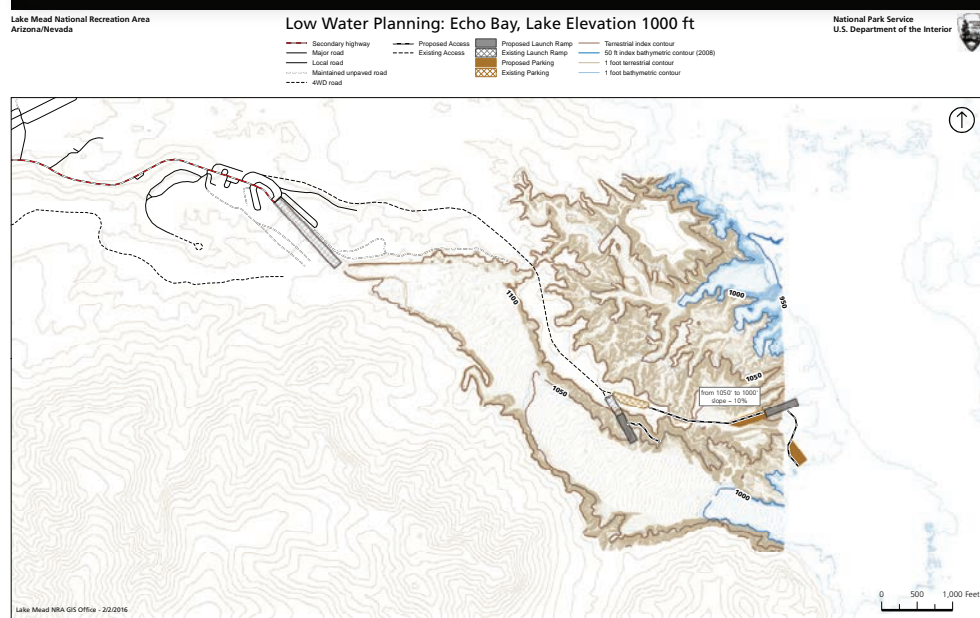 Lake Mead National Recreation Area
Arizona/Nevada
Low Water Planning: Echo Bay, Lake Elevation 1000 ft
National Park Service
U.S. Department of the Interior
Secondary highway
Major road
Local road
Maintained unpaved road
4WD road
Proposed Access
Existing Access
Proposed Launch Ramp
Existing Launch Ramp
Proposed Parking
Existing Parking
Terrestrial index contour
50 ft index bathymetric contour (2008)
1 foot terrestrial contour
1 foot bathymetric contour
1100
1000
950
1050
1050
from 1050' to 1000'
slope ~ 10%
1000
Lake Mead NRA GIS Office - 2/2/2016
0 500 1,000 Feet